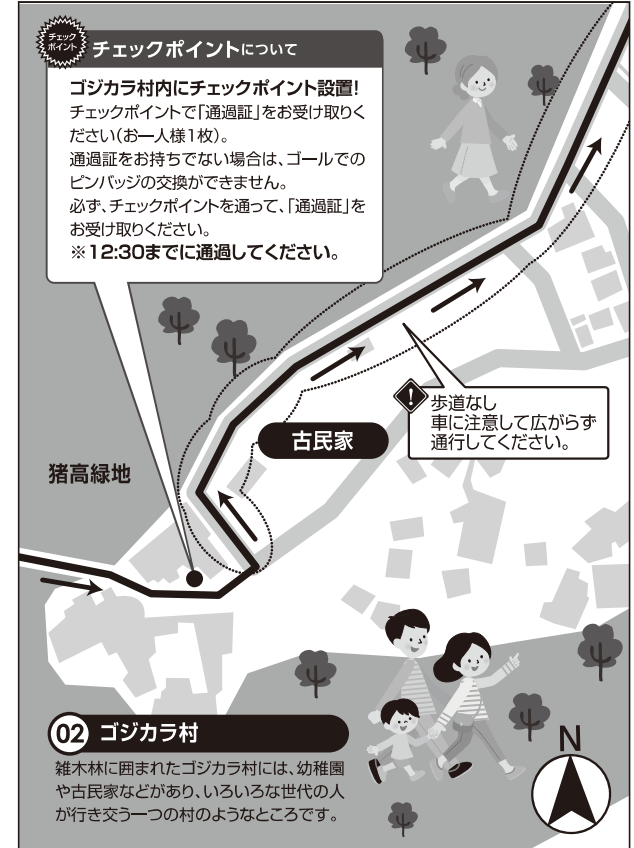 チェック
ポイント
チェックポイントについて
ゴジカラ村内にチェックポイント設置!
チェックポイントで「通過証」をお受け取りく
ださい(お一人様1枚)。
通過証をお持ちでない場合は、ゴールでの
ピンバッジの交換ができません。
必ず、チェックポイントを通って、「通過証」を
お受け取りください。
※12:30までに通過してください。
!
歩道なし
車に注意して広がらず
通行してください。
古民家
猪高緑地
02 ゴジカラ村
雑木林に囲まれたゴジカラ村には、幼稚園
や古民家などがあり、いろいろな世代の人
が行き交う一つの村のようなところです。
N